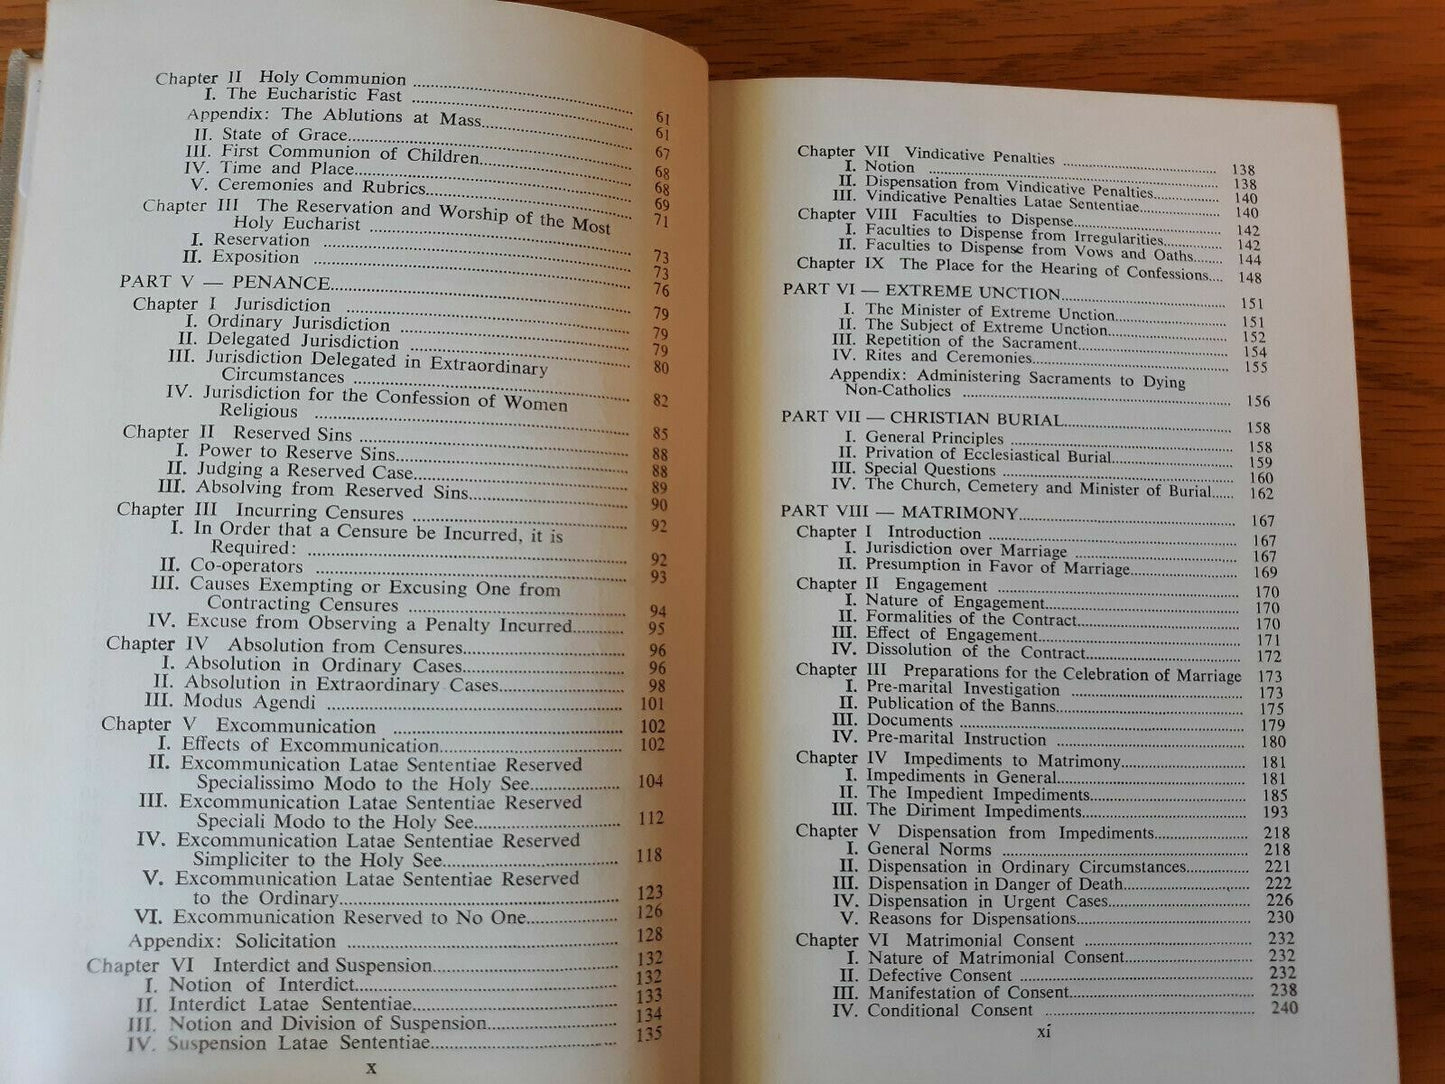 Chapter II Holy Communion ........ 61
I. The Eucharistic Fast ........ 61
Appendix: The Ablutions at Mass........ 67
II. State of Grace........ 68
III. First Communion of Children........ 68
IV. Time and Place........ 69
V. Ceremonies and Rubrics........ 71
Chapter III The Reservation and Worship of the Most
Holy Eucharist ........ 73
I. Reservation ........ 73
II. Exposition ........ 76
PART V — PENANCE........ 79
Chapter I Jurisdiction ........ 79
I. Ordinary Jurisdiction ........ 79
II. Delegated Jurisdiction ........ 80
III. Jurisdiction Delegated in Extraordinary
Circumstances ........ 82
IV. Jurisdiction for the Confession of Women
Religious ........ 85
Chapter II Reserved Sins ........ 88
I. Power to Reserve Sins........ 88
II. Judging a Reserved Case........ 89
III. Absolving from Reserved Sins........ 90
Chapter III Incurring Censures ........ 92
I. In Order that a Censure be Incurred, it is
Required: ........ 92
II. Co-operators ........ 93
III. Causes Exempting or Excusing One from
Contracting Censures ........ 94
IV. Excuse from Observing a Penalty Incurred........ 95
Chapter IV Absolution from Censures........ 96
I. Absolution in Ordinary Cases........ 96
II. Absolution in Extraordinary Cases........ 98
III. Modus Agendi ........ 101
Chapter V Excommunication ........ 102
I. Effects of Excommunication........ 102
II. Excommunication Latae Sententiae Reserved
Specialissimo Modo to the Holy See........ 104
III. Excommunication Latae Sententiae Reserved
Speciali Modo to the Holy See........ 112
IV. Excommunication Latae Sententiae Reserved
Simpliciter to the Holy See........ 118
V. Excommunication Latae Sententiae Reserved
to the Ordinary........ 123
VI. Excommunication Reserved to No One........ 126
Appendix: Solicitation ........ 128
Chapter VI Interdict and Suspension........ 132
I. Notion of Interdict........ 132
II. Interdict Latae Sententiae........ 133
III. Notion and Division of Suspension........ 134
IV. Suspension Latae Sententiae........ 135
x
Chapter VII Vindicative Penalties ........ 138
I. Notion ........ 138
II. Dispensation from Vindicative Penalties........ 140
III. Vindicative Penalties Latae Sententiae........ 140
Chapter VIII Faculties to Dispense........ 142
I. Faculties to Dispense from Irregularities........ 142
II. Faculties to Dispense from Vows and Oaths........ 144
Chapter IX The Place for the Hearing of Confessions.... 148
PART VI — EXTREME UNCTION........ 151
I. The Minister of Extreme Unction........ 151
II. The Subject of Extreme Unction........ 152
III. Repetition of the Sacrament........ 154
IV. Rites and Ceremonies........ 155
Appendix: Administering Sacraments to Dying
Non-Catholics ........ 156
PART VII — CHRISTIAN BURIAL........ 158
I. General Principles ........ 158
II. Privation of Ecclesiastical Burial........ 159
III. Special Questions ........ 160
IV. The Church, Cemetery and Minister of Burial...... 162
PART VIII — MATRIMONY........ 167
Chapter I Introduction ........ 167
I. Jurisdiction over Marriage ........ 167
II. Presumption in Favor of Marriage........ 169
Chapter II Engagement ........ 170
I. Nature of Engagement........ 170
II. Formalities of the Contract........ 170
III. Effect of Engagement........ 171
IV. Dissolution of the Contract........ 172
Chapter III Preparations for the Celebration of Marriage 173
I. Pre-marital Investigation ........ 173
II. Publication of the Banns........ 175
III. Documents ........ 179
IV. Pre-marital Instruction ........ 180
Chapter IV Impediments to Matrimony........ 181
I. Impediments in General........ 181
II. The Impedient Impediments........ 185
III. The Diriment Impediments........ 193
Chapter V Dispensation from Impediments........ 218
I. General Norms ........ 218
II. Dispensation in Ordinary Circumstances........ 221
III. Dispensation in Danger of Death........ 222
IV. Dispensation in Urgent Cases........ 226
V. Reasons for Dispensations........ 230
Chapter VI Matrimonial Consent ........ 232
I. Nature of Matrimonial Consent........ 232
II. Defective Consent ........ 232
III. Manifestation of Consent........ 238
IV. Conditional Consent ........ 240
xi